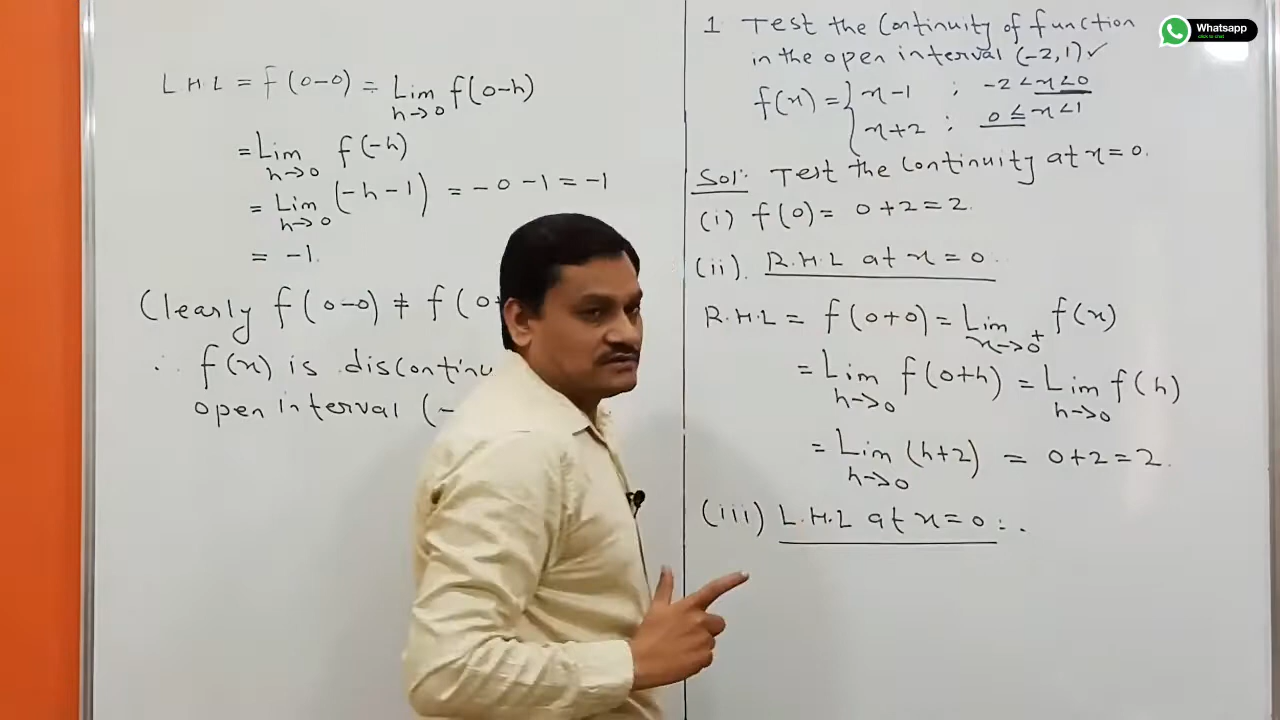 L.H.L = f(0-0) = Lim h→0 f(0-h)
= Lim h→0 f(-h)
= Lim h→0 (-h-1) = -0-1 = -1
= -1.
Clearly f(0-0) ≠ f(0+
∴ f(x) is discontinu
open interval (-
1 Test the Continuity of function
in the open interval (-2,1) ✓
f(x) = { x-1 ; -2<x<0
x+2 ; 0≤x<1
Sol: Test the Continuity at x=0.
(i) f(0) = 0+2=2.
(ii). R.H.L at x=0.
R.H.L = f(0+0) = Lim x→0⁺ f(x)
= Lim h→0 f(0+h) = Lim h→0 f(h)
= Lim h→0 (h+2) = 0+2=2.
(iii) L.H.L at x=0:.
Whatsapp
click to chat